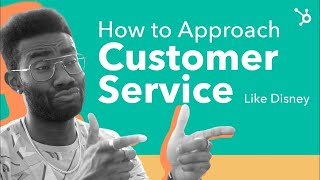 How to Approach
Customer
Service
Like Disney